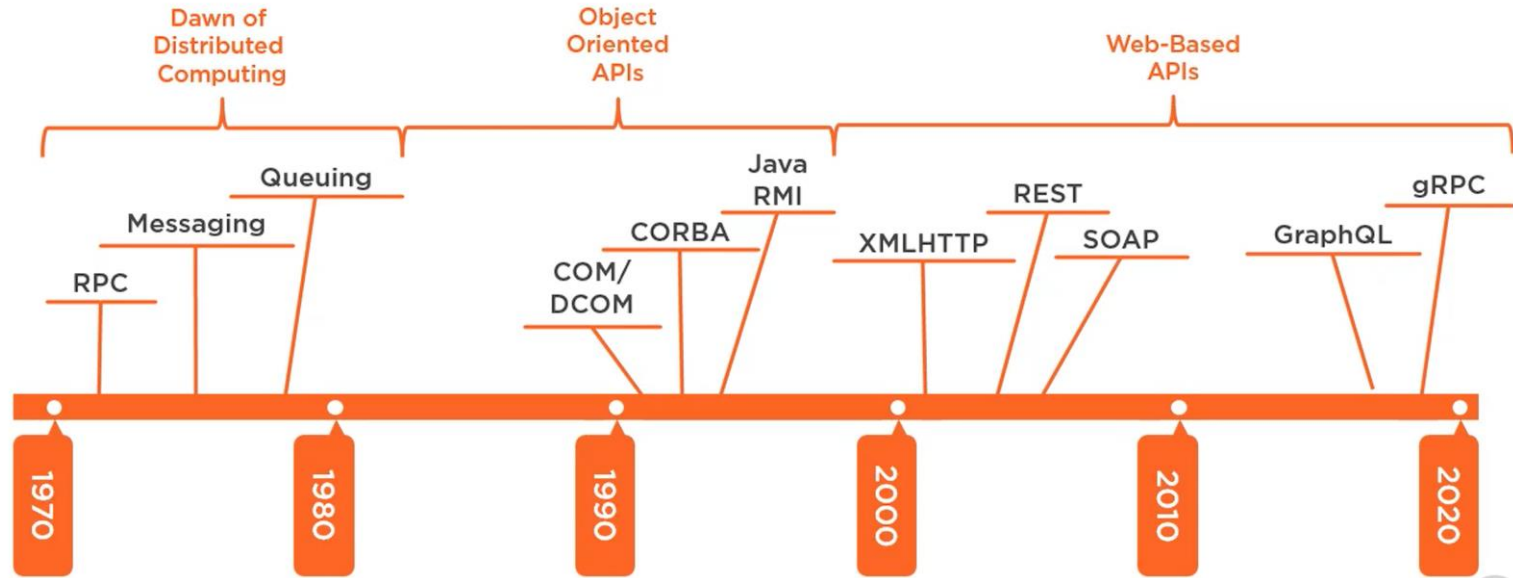 Dawn of
Distributed
Computing
Object
Oriented
APIs
Web-Based
APIs
RPC
Messaging
Queuing
COM/
DCOM
CORBA
Java
RMI
XMLHTTP
REST
SOAP
GraphQL
gRPC
1970
1980
1990
2000
2010
2020